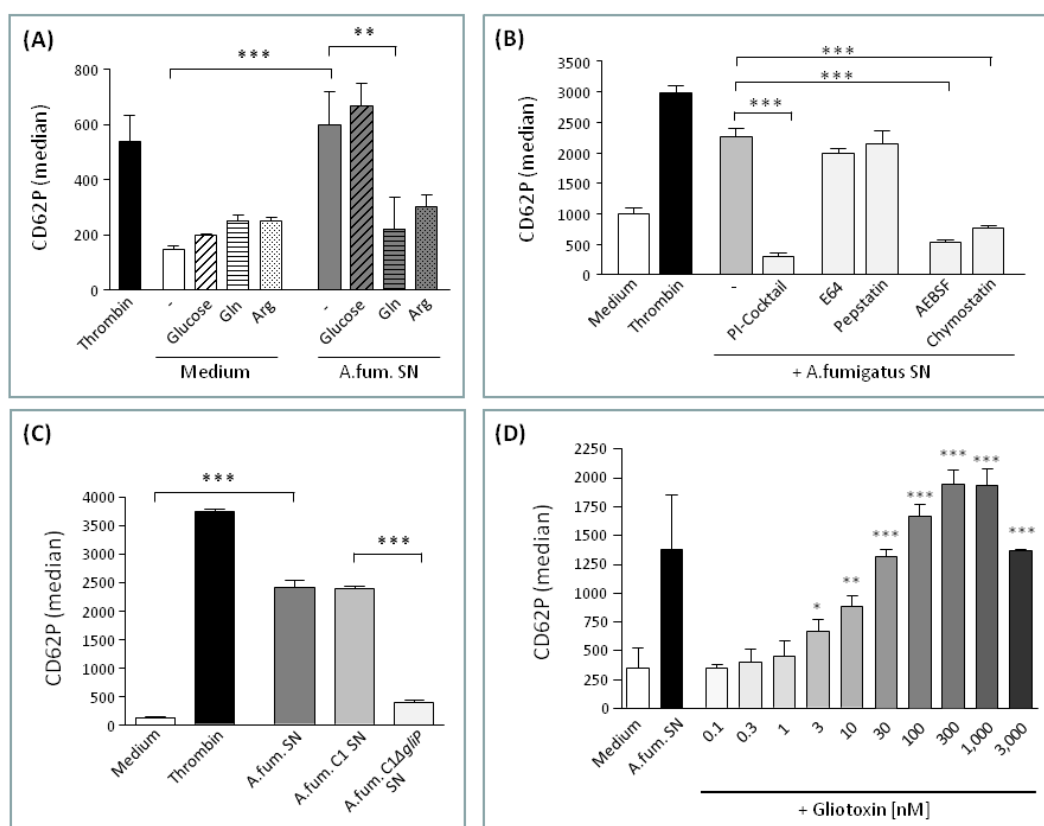 (A)
***
**
CD62P (median)
800
600
400
200
0
Thrombin
-
Glucose
Gln
Arg
-
Glucose
Gln
Arg
Medium
A.fum. SN
(B)
***
***
***
CD62P (median)
3500
3000
2500
2000
1500
1000
500
0
Medium
Thrombin
-
PI-Cocktail
E64
Pepstatin
AEBSF
Chymostatin
+ A.fumigatus SN
(C)
***
***
CD62P (median)
4000
3500
3000
2500
2000
1500
1000
500
0
Medium
Thrombin
A.fum. SN
A.fum. C1 SN
A.fum. C1ΔgliP
SN
(D)
CD62P (median)
2250
2000
1750
1500
1250
1000
750
500
250
0
*
**
***
***
***
***
***
Medium
A.fum. SN
0.1
0.3
1
3
10
30
100
300
1,000
3,000
+ Gliotoxin [nM]